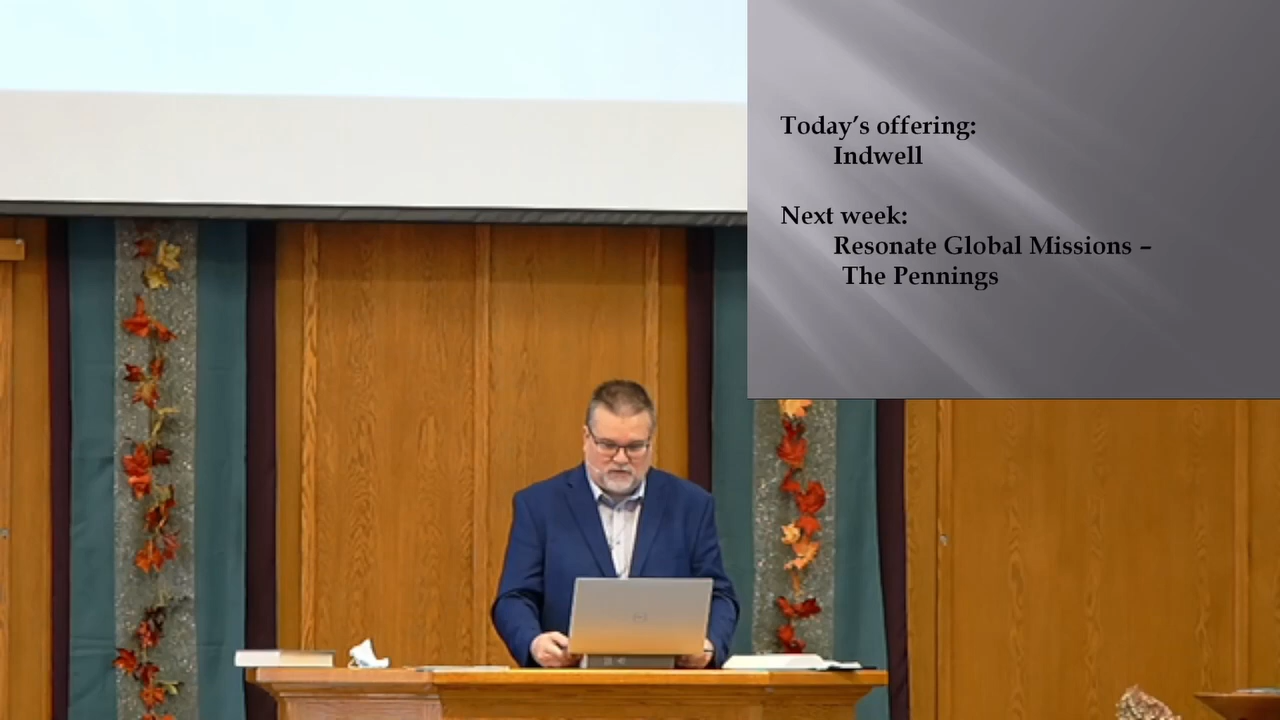 Today's offering:
Indwell
Next week:
Resonate Global Missions –
The Pennings